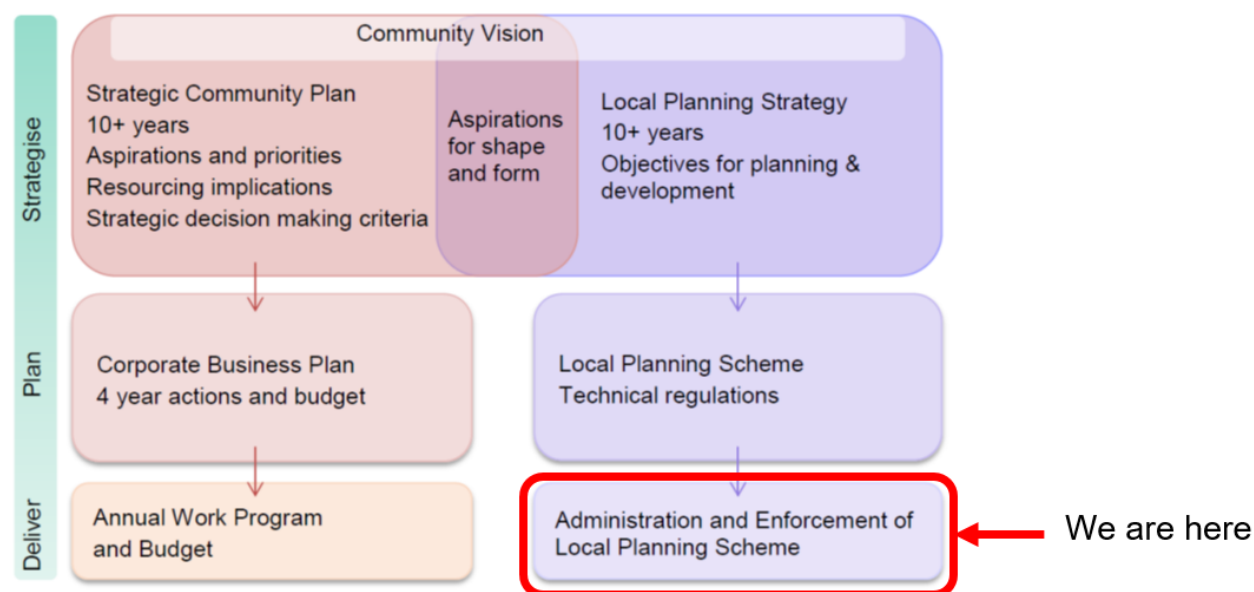 Community Vision
Strategise
Strategic Community Plan
10+ years
Aspirations and priorities
Resourcing implications
Strategic decision making criteria
Aspirations
for shape
and form
Local Planning Strategy
10+ years
Objectives for planning &
development
Plan
Corporate Business Plan
4 year actions and budget
Local Planning Scheme
Technical regulations
Deliver
Annual Work Program
and Budget
Administration and Enforcement of
Local Planning Scheme
We are here